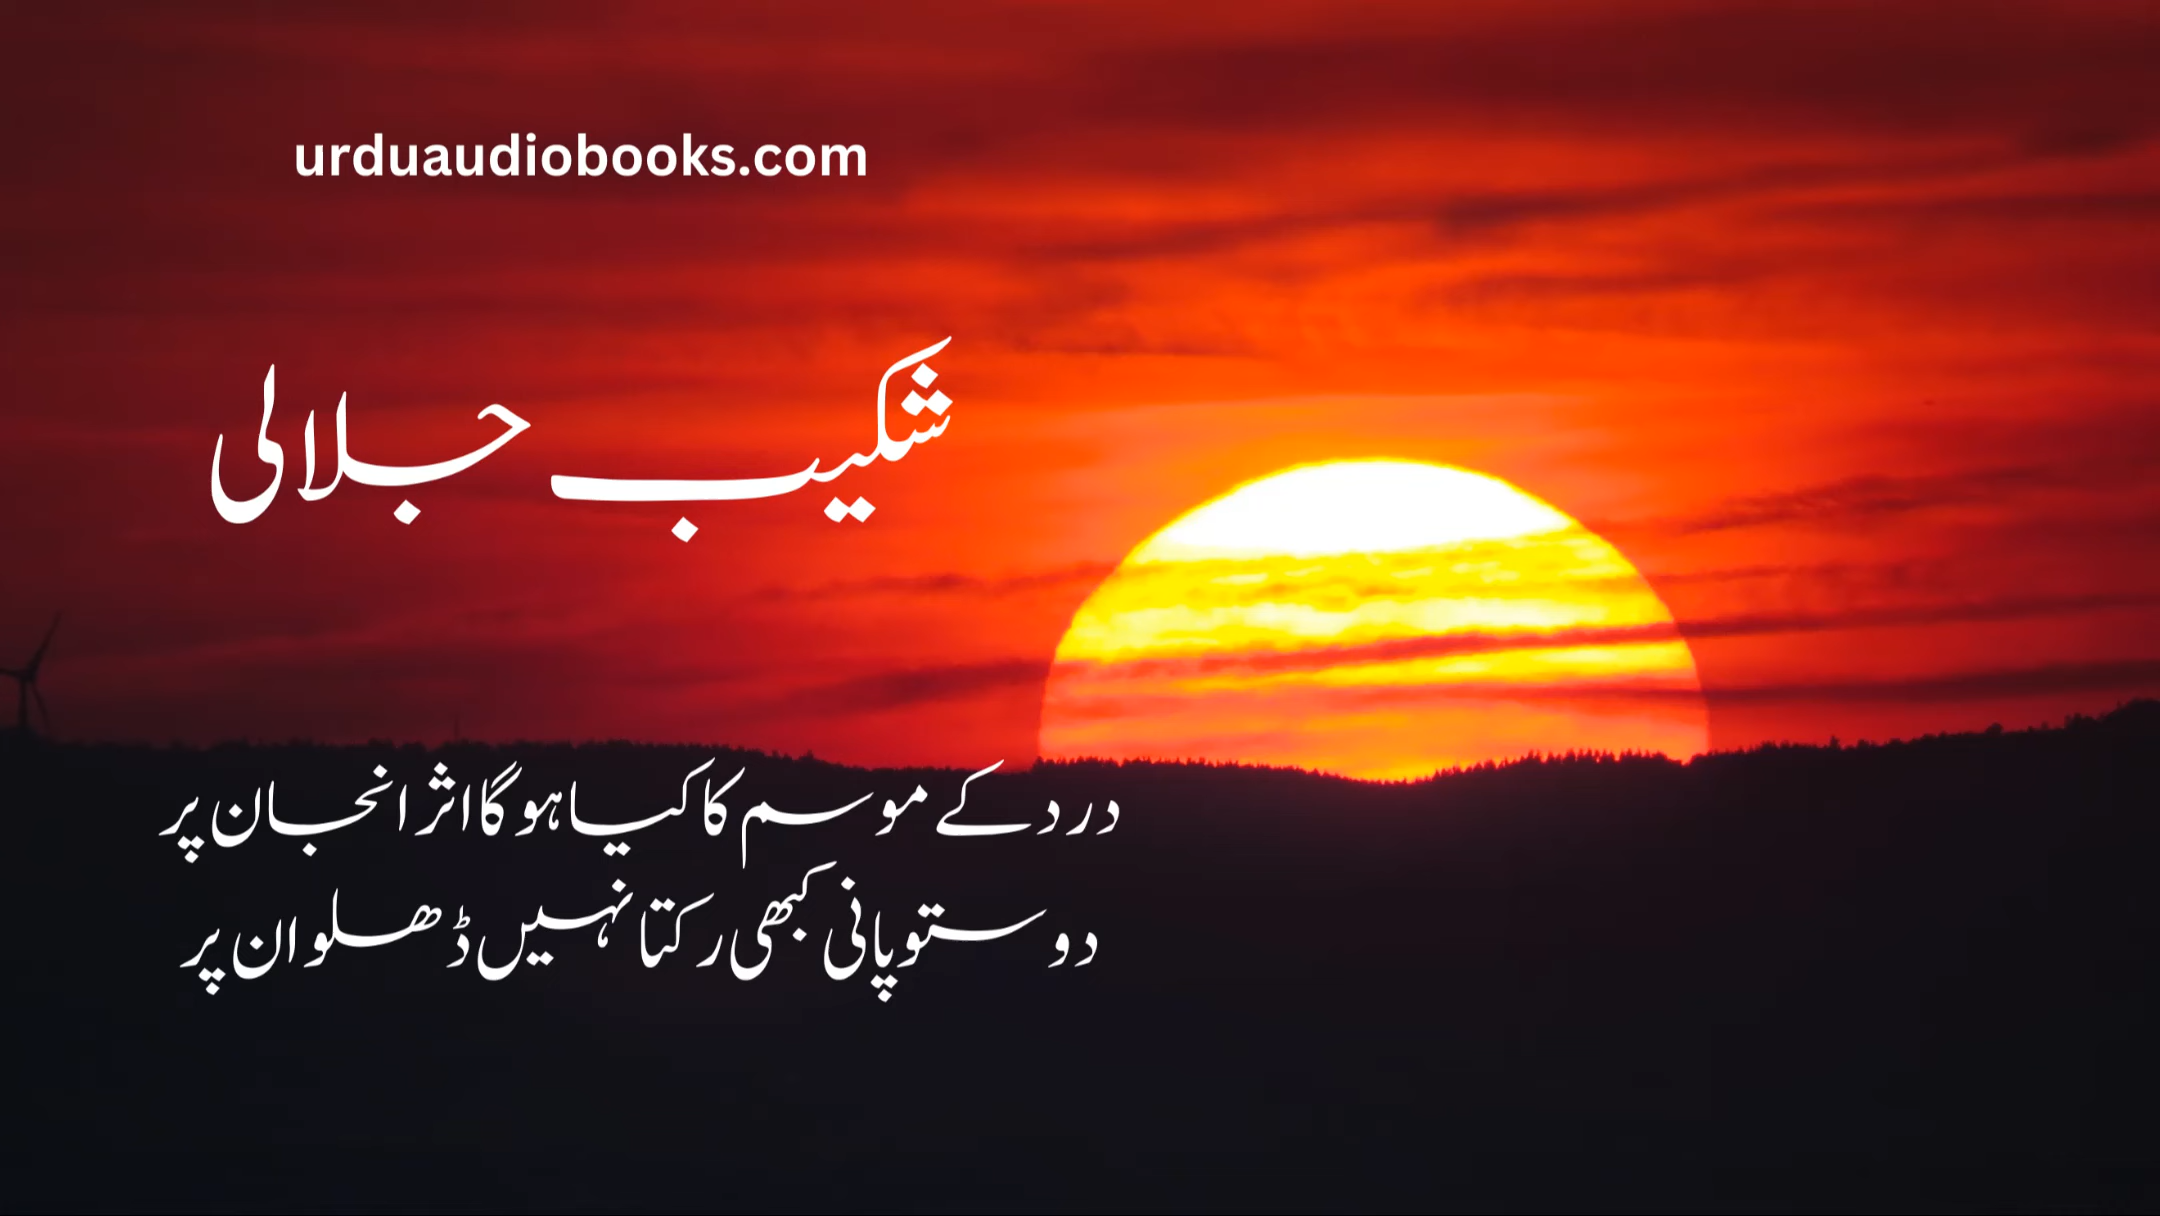 urduaudiobooks.com
شکیب جلالی
درد کے موسم کا کیا ہوگا اثر انجان پر
دوستو پانی کبھی رکتا نہیں ڈھلوان پر